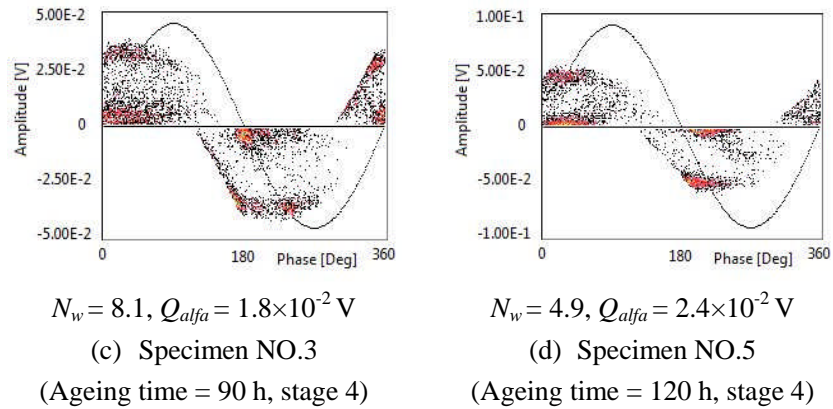 5.00E-2
2.50E-2
0
-2.50E-2
-5.00E-2
Amplitude [V]
0
180
Phase [Deg]
360
N_w = 8.1, Q_alfa = 1.8×10^-2 V
(c) Specimen NO.3
(Ageing time = 90 h, stage 4)
1.00E-1
5.00E-2
0
-5.00E-2
-1.00E-1
Amplitude [V]
0
180
Phase [Deg]
360
N_w = 4.9, Q_alfa = 2.4×10^-2 V
(d) Specimen NO.5
(Ageing time = 120 h, stage 4)